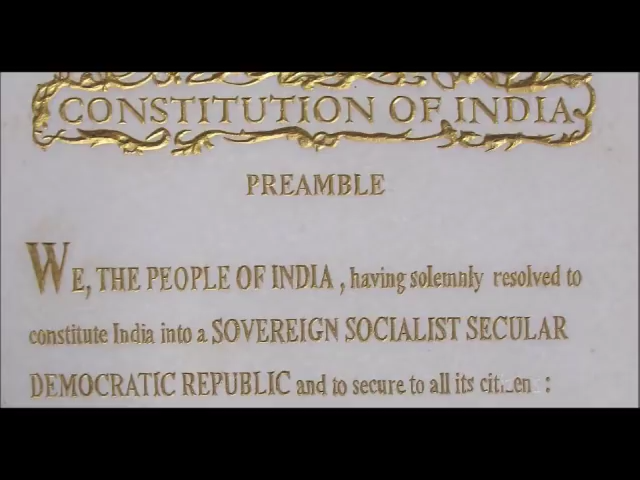 CONSTITUTION OF INDIA
PREAMBLE
WE, THE PEOPLE OF INDIA , having solemnly resolved to
constitute India into a SOVEREIGN SOCIALIST SECULAR
DEMOCRATIC REPUBLIC and to secure to all its :